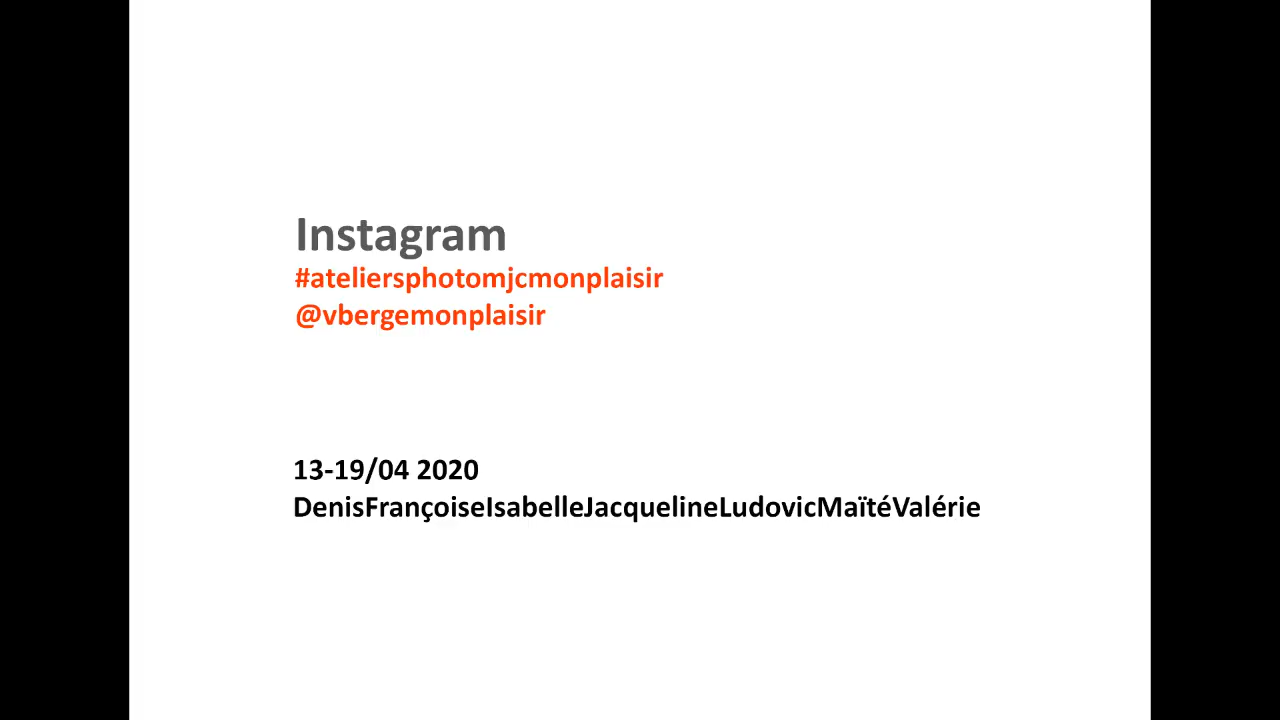 Instagram
#ateliersphotomjcmonplaisir
@vbergemonplaisir
13-19/04 2020
DenisFrançoiseIsabelleJacquelineLudovicMaïtéValérie